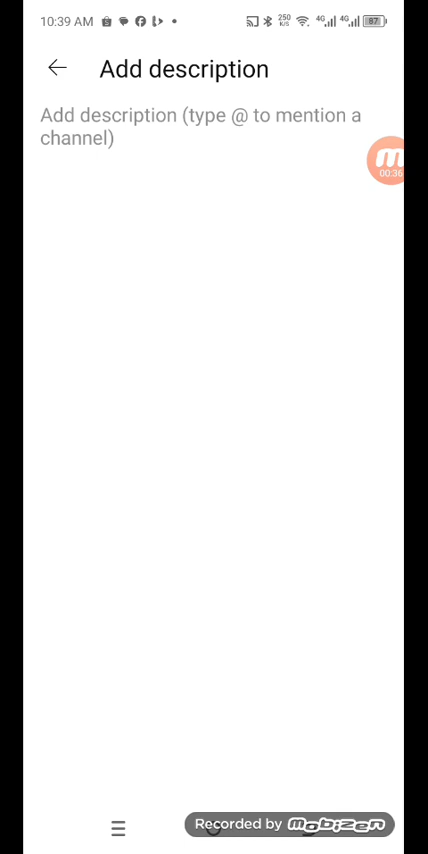 10:39 AM
250
K/S
4G
4G
87
Add description
Add description (type @ to mention a
channel)
00:36
Recorded by mobizen